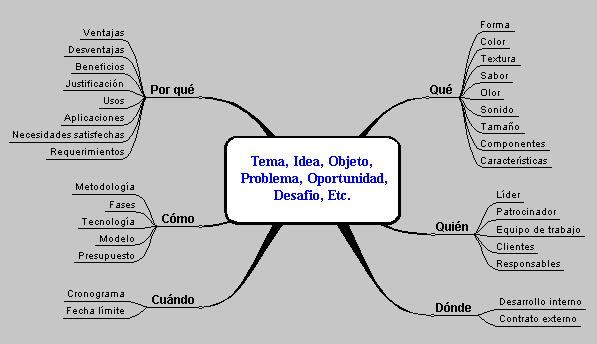 Tema, Idea, Objeto,
Problema, Oportunidad,
Desafio, Etc.
Por qué
Ventajas
Desventajas
Beneficios
Justificación
Usos
Aplicaciones
Necesidades satisfechas
Requerimientos
Cómo
Metodología
Fases
Tecnología
Modelo
Presupuesto
Cuándo
Cronograma
Fecha límite
Qué
Forma
Color
Textura
Sabor
Olor
Sonido
Tamaño
Componentes
Características
Quién
Líder
Patrocinador
Equipo de trabajo
Clientes
Responsables
Dónde
Desarrollo interno
Contrato externo